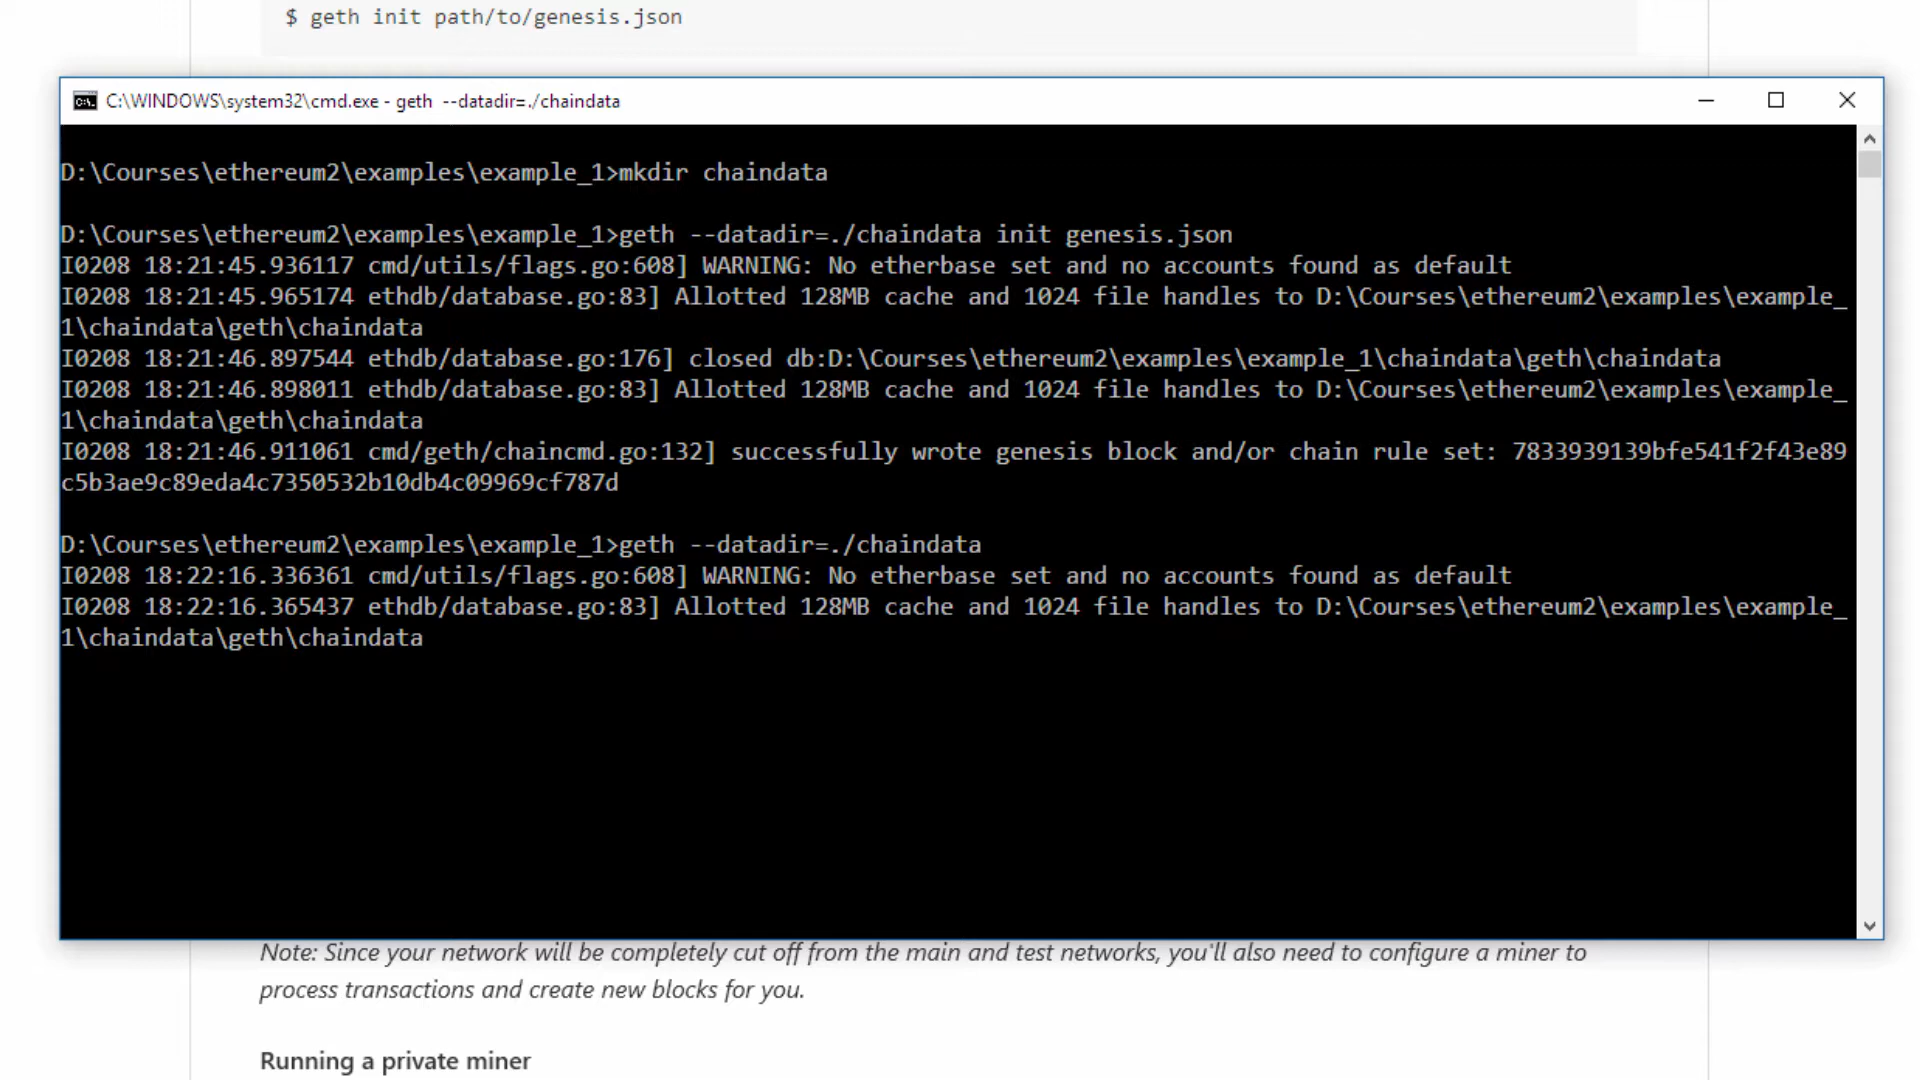 $ geth init path/to/genesis.json
C:\WINDOWS\system32\cmd.exe - geth  --datadir=./chaindata
D:\Courses\ethereum2\examples\example_1>mkdir chaindata
D:\Courses\ethereum2\examples\example_1>geth --datadir=./chaindata init genesis.json
I0208 18:21:45.936117 cmd/utils/flags.go:608] WARNING: No etherbase set and no accounts found as default
I0208 18:21:45.965174 ethdb/database.go:83] Allotted 128MB cache and 1024 file handles to D:\Courses\ethereum2\examples\example_
1\chaindata\geth\chaindata
I0208 18:21:46.897544 ethdb/database.go:176] closed db:D:\Courses\ethereum2\examples\example_1\chaindata\geth\chaindata
I0208 18:21:46.898011 ethdb/database.go:83] Allotted 128MB cache and 1024 file handles to D:\Courses\ethereum2\examples\example_
1\chaindata\geth\chaindata
I0208 18:21:46.911061 cmd/geth/chaincmd.go:132] successfully wrote genesis block and/or chain rule set: 7833939139bfe541f2f43e89
c5b3ae9c89eda4c7350532b10db4c09969cf787d
D:\Courses\ethereum2\examples\example_1>geth --datadir=./chaindata
I0208 18:22:16.336361 cmd/utils/flags.go:608] WARNING: No etherbase set and no accounts found as default
I0208 18:22:16.365437 ethdb/database.go:83] Allotted 128MB cache and 1024 file handles to D:\Courses\ethereum2\examples\example_
1\chaindata\geth\chaindata
Note: Since your network will be completely cut off from the main and test networks, you'll also need to configure a miner to
process transactions and create new blocks for you.
Running a private miner